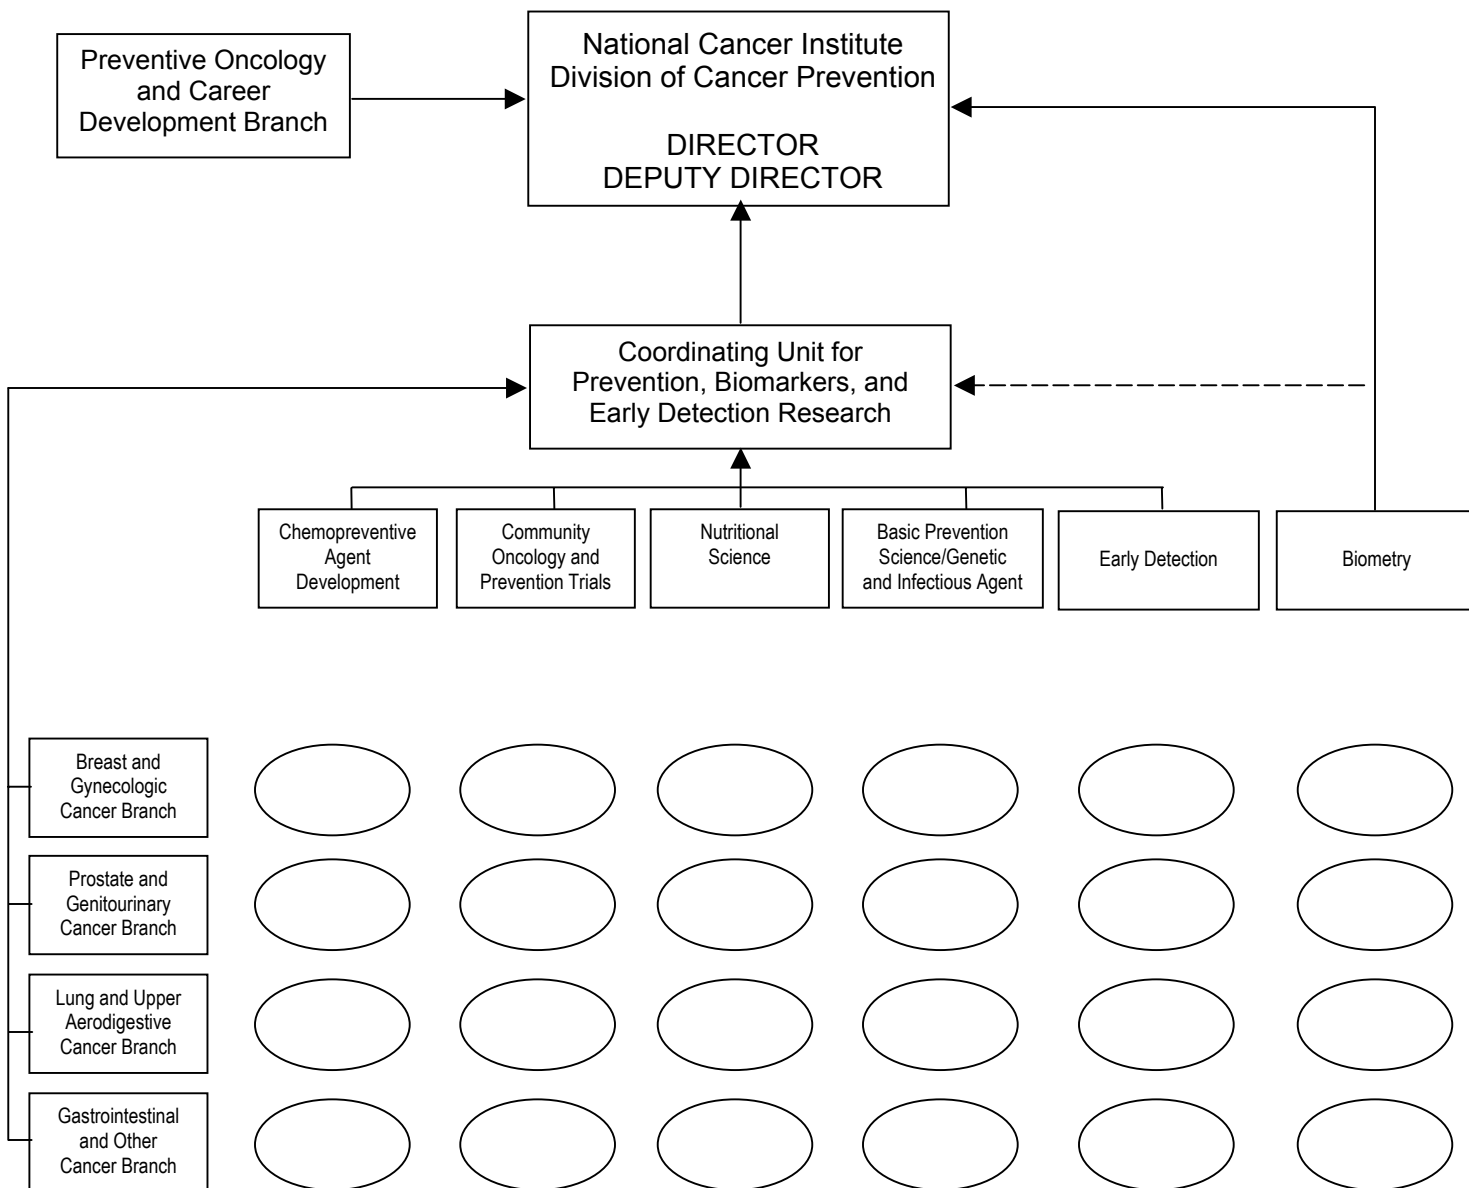 Preventive Oncology
and Career
Development Branch
National Cancer Institute
Division of Cancer Prevention
DIRECTOR
DEPUTY DIRECTOR
Coordinating Unit for
Prevention, Biomarkers, and
Early Detection Research
Chemopreventive
Agent
Development
Community
Oncology and
Prevention Trials
Nutritional
Science
Basic Prevention
Science/Genetic
and Infectious Agent
Early Detection
Biometry
Breast and
Gynecologic
Cancer Branch
Prostate and
Genitourinary
Cancer Branch
Lung and Upper
Aerodigestive
Cancer Branch
Gastrointestinal
and Other
Cancer Branch